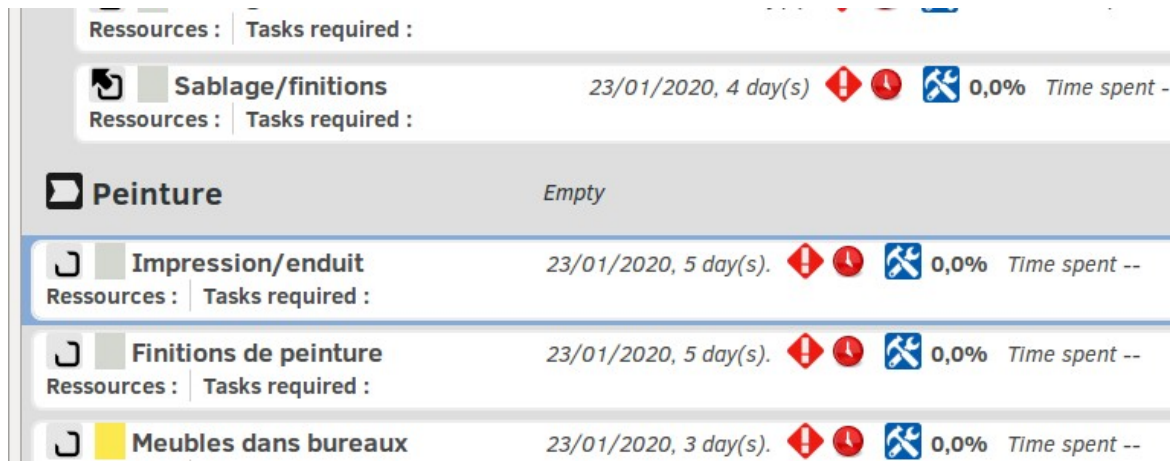 Ressources : Tasks required :
Sablage/finitions 23/01/2020, 4 day(s) 0,0% Time spent -
Ressources : Tasks required :
Peinture Empty
Impression/enduit 23/01/2020, 5 day(s). 0,0% Time spent --
Ressources : Tasks required :
Finitions de peinture 23/01/2020, 5 day(s). 0,0% Time spent --
Ressources : Tasks required :
Meubles dans bureaux 23/01/2020, 3 day(s). 0,0% Time spent --